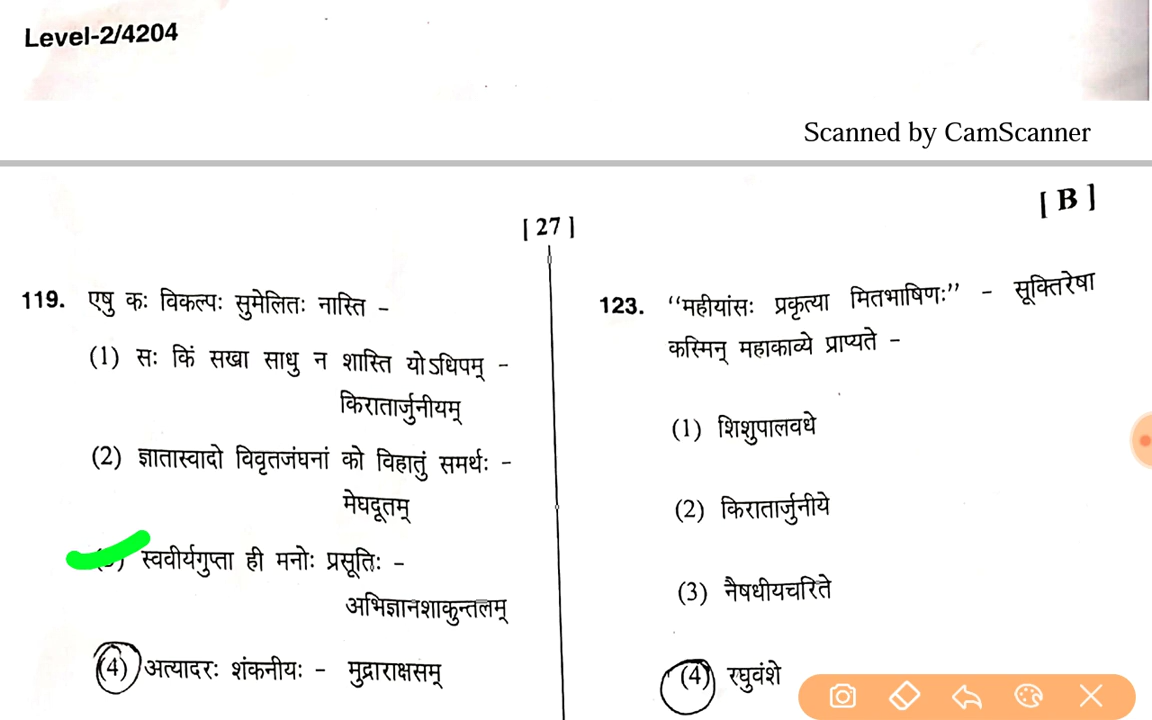 Level-2/4204
Scanned by CamScanner
[ B ]
[ 27 ]
119. एषु कः विकल्पः सुमेलितः नास्ति -
(1) सः किं सखा साधु न शास्ति योऽधिपम् -
किरातार्जुनीयम्
(2) ज्ञातास्वादो विवृतजंघनां को विहातुं समर्थः -
मेघदूतम्
स्ववीर्यगुप्ता ही मनोः प्रसूतिः -
अभिज्ञानशाकुन्तलम्
(4) अत्यादरः शंकनीयः - मुद्राराक्षसम्
123. “महीयांसः प्रकृत्या मितभाषिणः” - सूक्तिरेषा
कस्मिन् महाकाव्ये प्राप्यते -
(1) शिशुपालवधे
(2) किरातार्जुनीये
(3) नैषधीयचरिते
(4) रघुवंशे